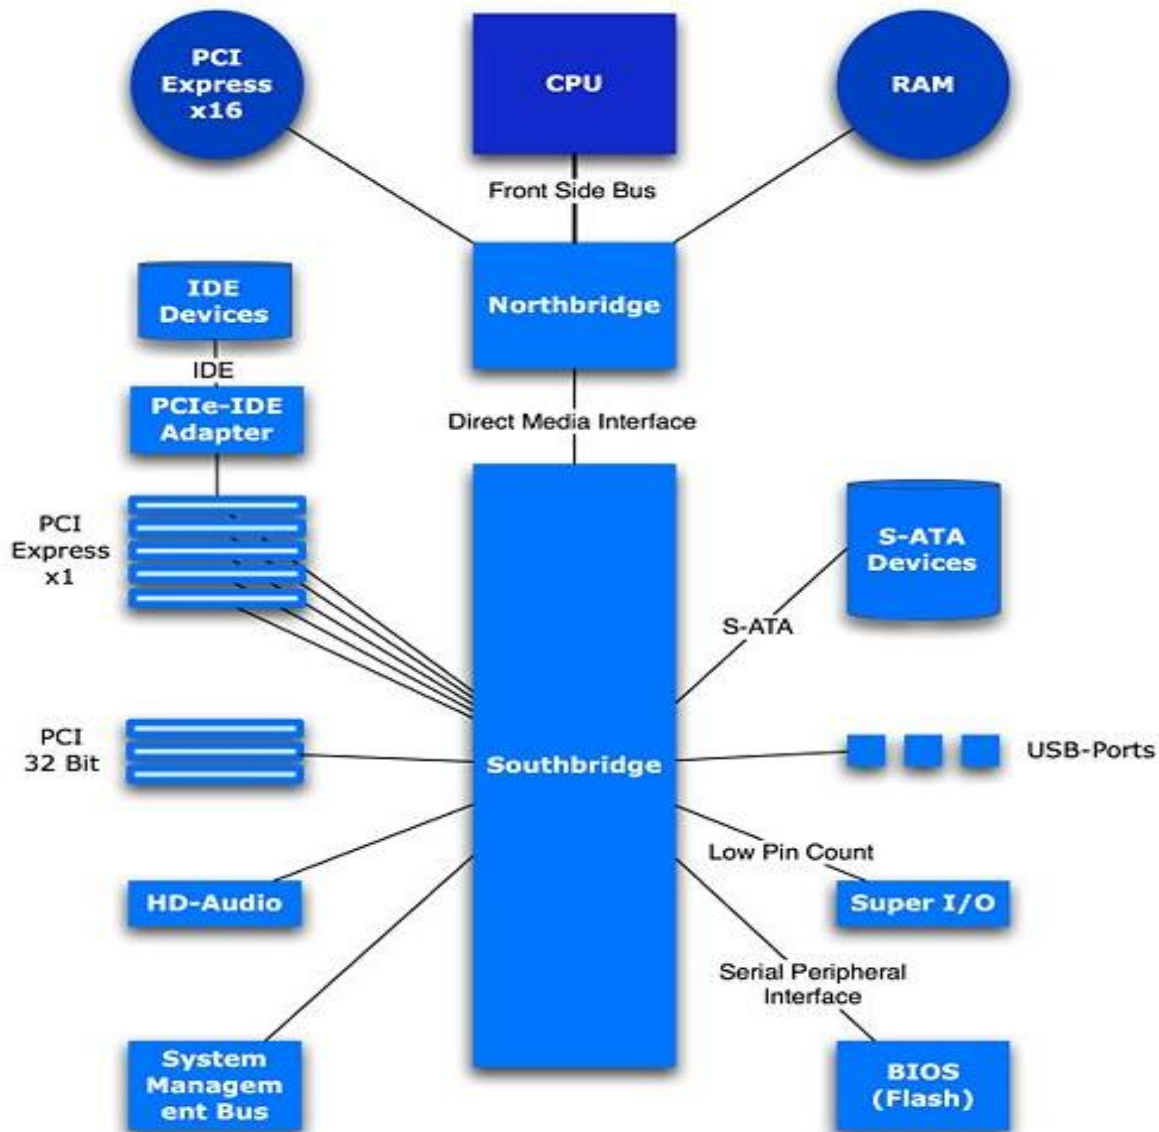 PCI
Express
x16
CPU
RAM
Front Side Bus
IDE
Devices
Northbridge
IDE
PCIe-IDE
Adapter
Direct Media Interface
PCI
Express
x1
S-ATA
Devices
S-ATA
PCI
32 Bit
Southbridge
USB-Ports
Low Pin Count
HD-Audio
Super I/O
Serial Peripheral
Interface
System
Managem
ent Bus
BIOS
(Flash)